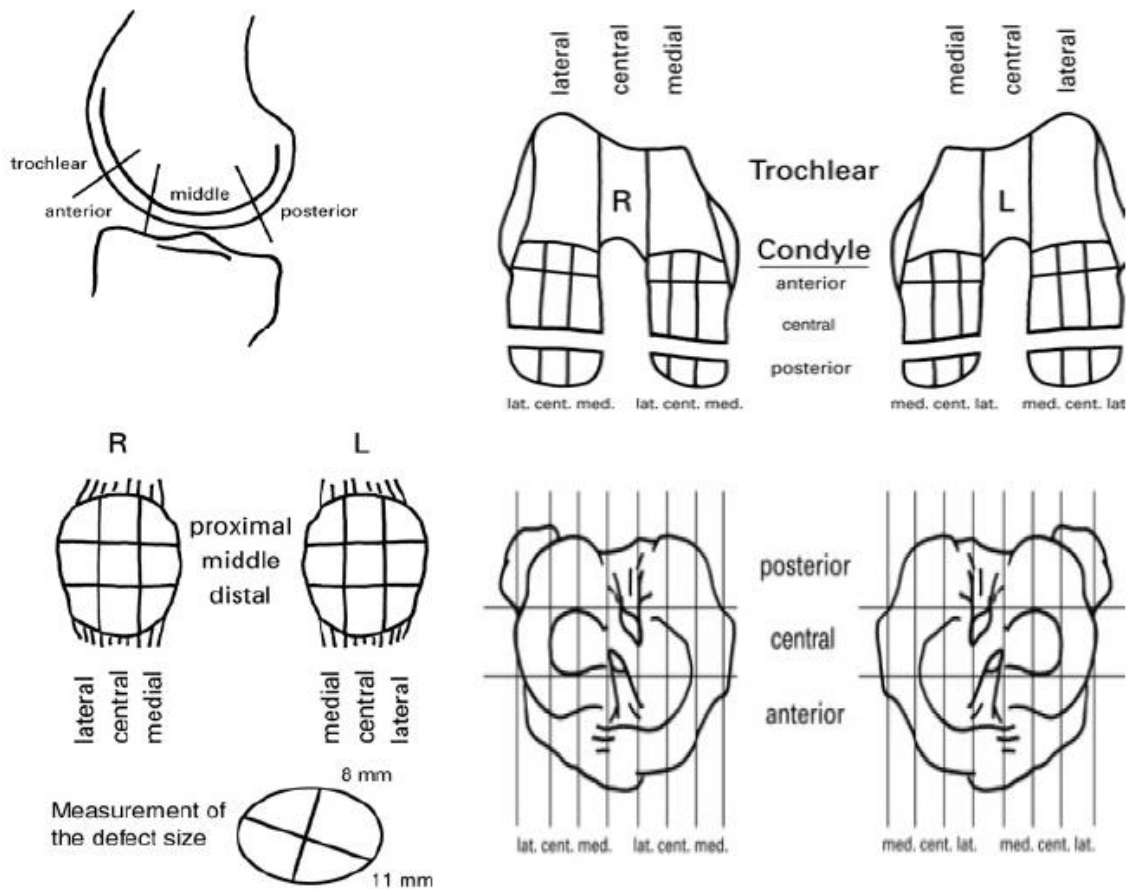 trochlear
anterior
middle
posterior
lateral
central
medial
medial
central
lateral
R
L
Trochlear
Condyle
anterior
central
posterior
lat. cent. med.
lat. cent. med.
med. cent. lat.
med. cent. lat
R
L
proximal
middle
distal
lateral
central
medial
medial
central
lateral
Measurement of
the defect size
8 mm
11 mm
posterior
central
anterior
lat. cent. med.
lat. cent. med.
med. cent. lat.
med. cent. lat.